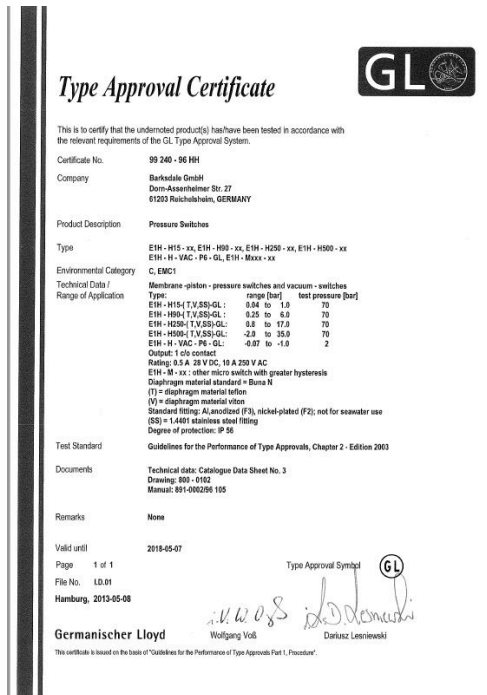 GL
Type Approval Certificate
This is to certify that the undernoted product(s) has/have been tested in accordance with
the relevant requirements of the GL Type Approval System.
Certificate No. 99 240 - 96 HH
Company Barksdale GmbH
Dorn-Assenheimer Str. 27
61203 Reichelsheim, GERMANY
Product Description Pressure Switches
Type E1H - H15 - xx, E1H - H90 - xx, E1H - H250 - xx, E1H - H500 - xx
E1H - H - VAC - P6 - GL, E1H - Mxxx - xx
Environmental Category C, EMC1
Technical Data / Membrane -piston - pressure switches and vacuum - switches
Range of Application Type: range [bar] test pressure [bar]
E1H - H15-( T,V,SS)-GL : 0.04 to 1.0 70
E1H - H90-( T,V,SS)-GL: 0.25 to 6.0 70
E1H - H250-( T,V,SS)-GL: 0.8 to 17.0 70
E1H - H500-( T,V,SS)-GL: -2.0 to 35.0 70
E1H - H - VAC - P6 - GL: -0.07 to -1.0 2
Output: 1 c/o contact
Rating: 0.5 A 28 V DC, 10 A 250 V AC
E1H - M - xx : other micro switch with greater hysteresis
Diaphragm material standard = Buna N
(T) = diaphragm material teflon
(V) = diaphragm material viton
Standard fitting: Al,anodized (F3), nickel-plated (F2); not for seawater use
(SS) = 1.4401 stainless steel fitting
Degree of protection: IP 56
Test Standard Guidelines for the Performance of Type Approvals, Chapter 2 - Edition 2003
Documents Technical data: Catalogue Data Sheet No. 3
Drawing: 800 - 0102
Manual: 891-0002/96 105
Remarks None
Valid until 2018-05-07
Page 1 of 1 Type Approval Symbol GL
File No. I.D.01
Hamburg, 2013-05-08
Germanischer Lloyd Wolfgang Voß Dariusz Lesniewski
This certificate is issued on the basis of "Guidelines for the Performance of Type Approvals Part 1, Procedure".